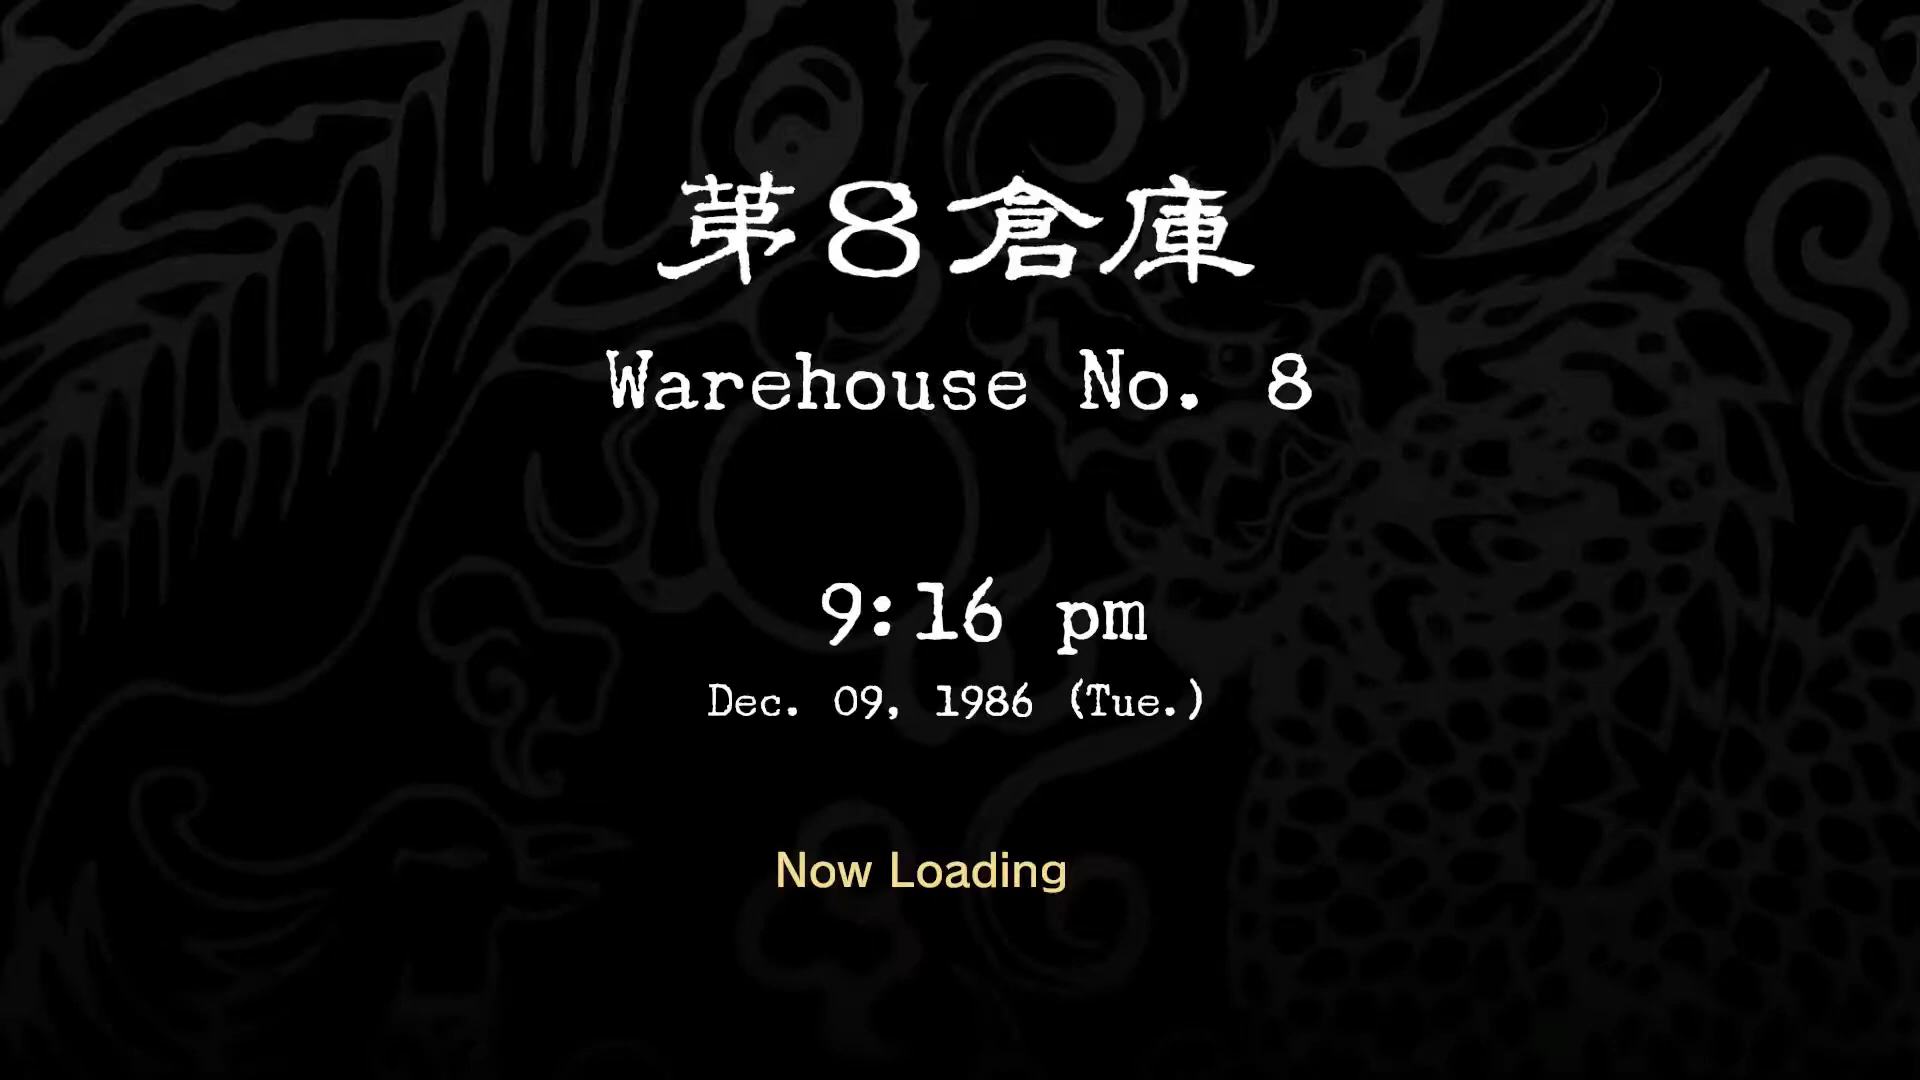 第8倉庫
Warehouse No. 8
9:16 pm
Dec. 09, 1986 (Tue.)
Now Loading